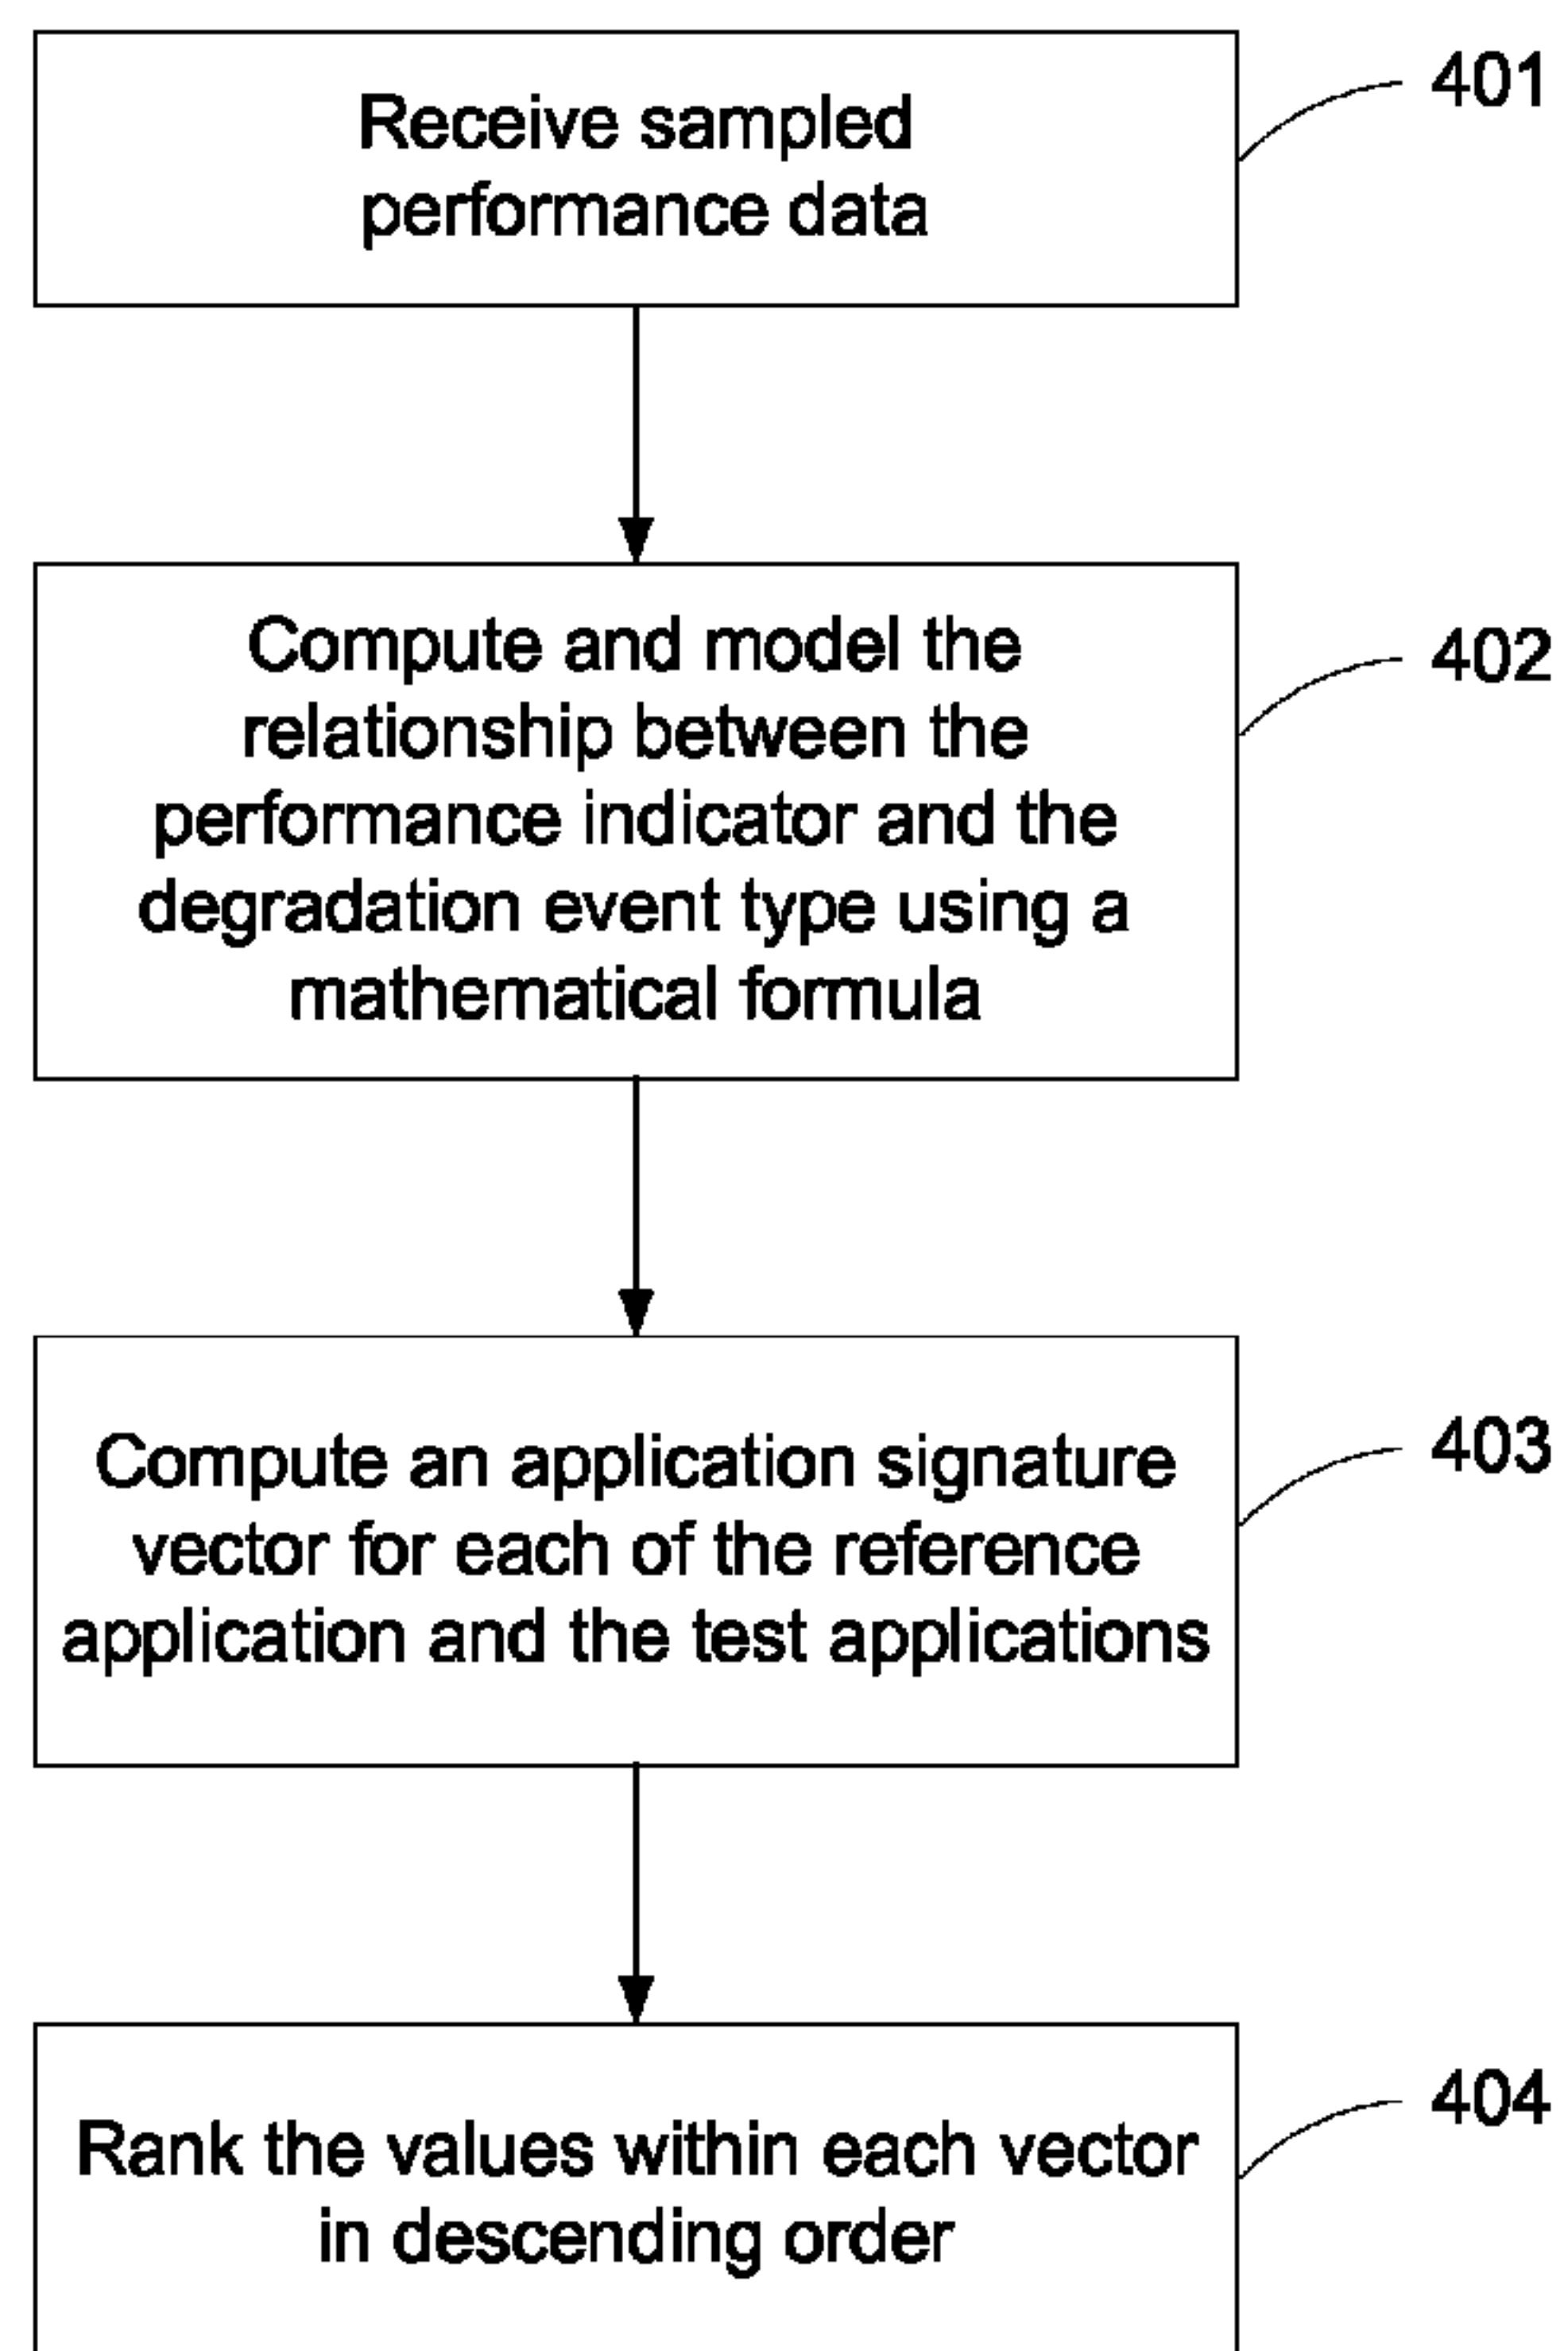 Receive sampled
performance data
401
Compute and model the
relationship between the
performance indicator and the
degradation event type using a
mathematical formula
402
Compute an application signature
vector for each of the reference
application and the test applications
403
Rank the values within each vector
in descending order
404